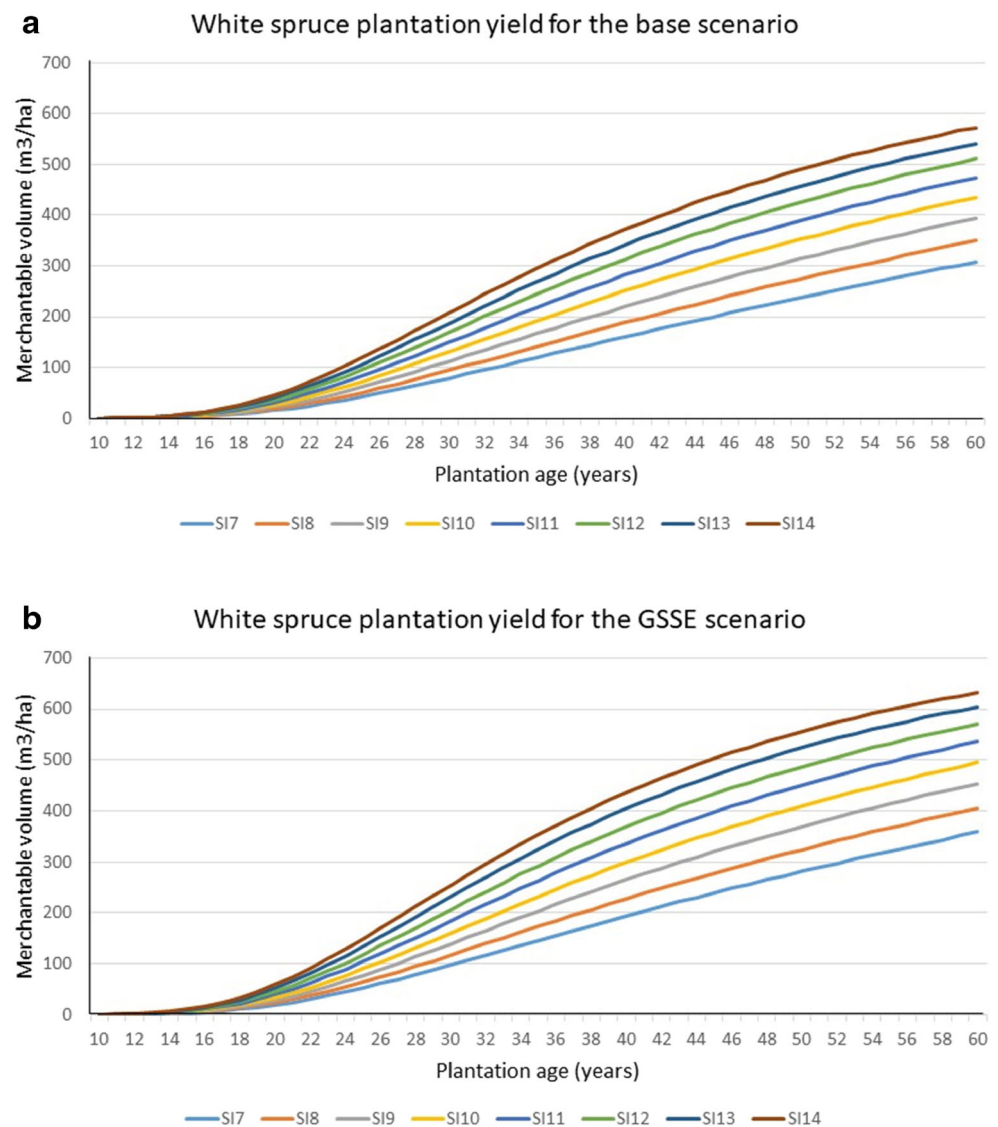 a
White spruce plantation yield for the base scenario
Merchantable volume (m3/ha)
700
600
500
400
300
200
100
0
10 12 14 16 18 20 22 24 26 28 30 32 34 36 38 40 42 44 46 48 50 52 54 56 58 60
Plantation age (years)
SI7 SI8 SI9 SI10 SI11 SI12 SI13 SI14
b
White spruce plantation yield for the GSSE scenario
Merchantable volume (m3/ha)
700
600
500
400
300
200
100
0
10 12 14 16 18 20 22 24 26 28 30 32 34 36 38 40 42 44 46 48 50 52 54 56 58 60
Plantation age (years)
SI7 SI8 SI9 SI10 SI11 SI12 SI13 SI14